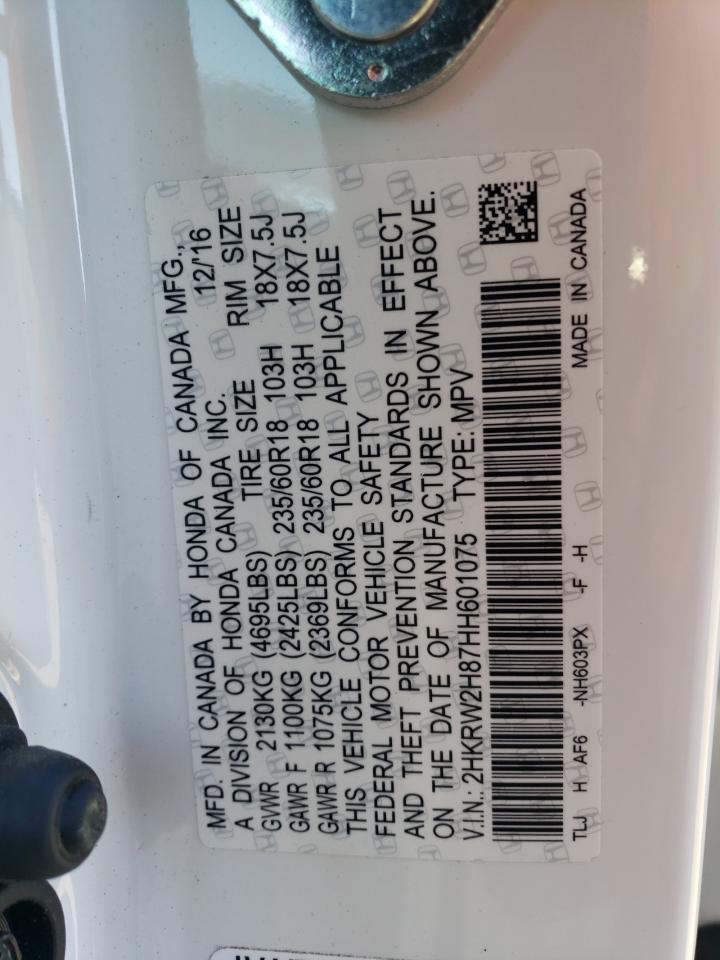 MFD. IN CANADA BY HONDA OF CANADA MFG.,
A DIVISION OF HONDA CANADA INC. 12/'16
GVWR 2130KG (4695LBS) TIRE SIZE RIM SIZE
GAWR F 1100KG (2425LBS) 235/60R18 103H 18X7.5J
GAWR R 1075KG (2369LBS) 235/60R18 103H 18X7.5J
THIS VEHICLE CONFORMS TO ALL APPLICABLE
FEDERAL MOTOR VEHICLE SAFETY
AND THEFT PREVENTION STANDARDS IN EFFECT
ON THE DATE OF MANUFACTURE SHOWN ABOVE.
V.I.N.: 2HKRW2H87HH601075 TYPE: MPV
TLJ H AF6 -NH603PX -F -H MADE IN CANADA